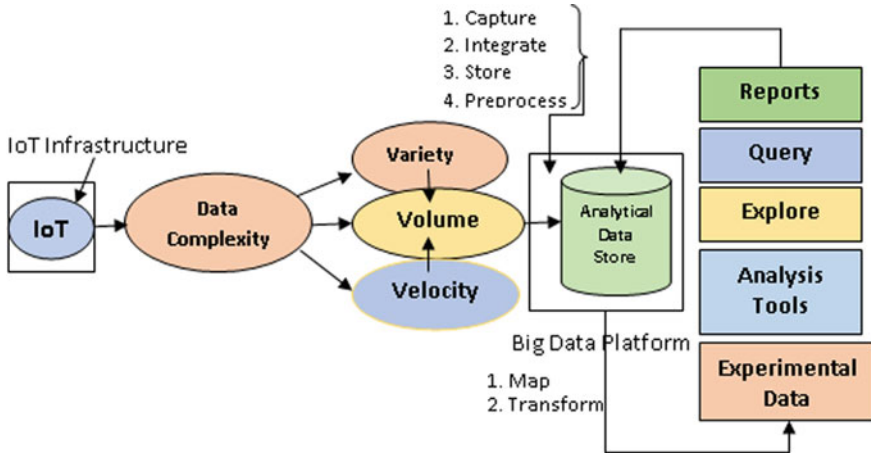 1. Capture
2. Integrate
3. Store
4. Preprocess
IoT Infrastructure
IoT
Data
Complexity
Variety
Volume
Velocity
Analytical
Data
Store
Big Data Platform
1. Map
2. Transform
Reports
Query
Explore
Analysis
Tools
Experimental
Data